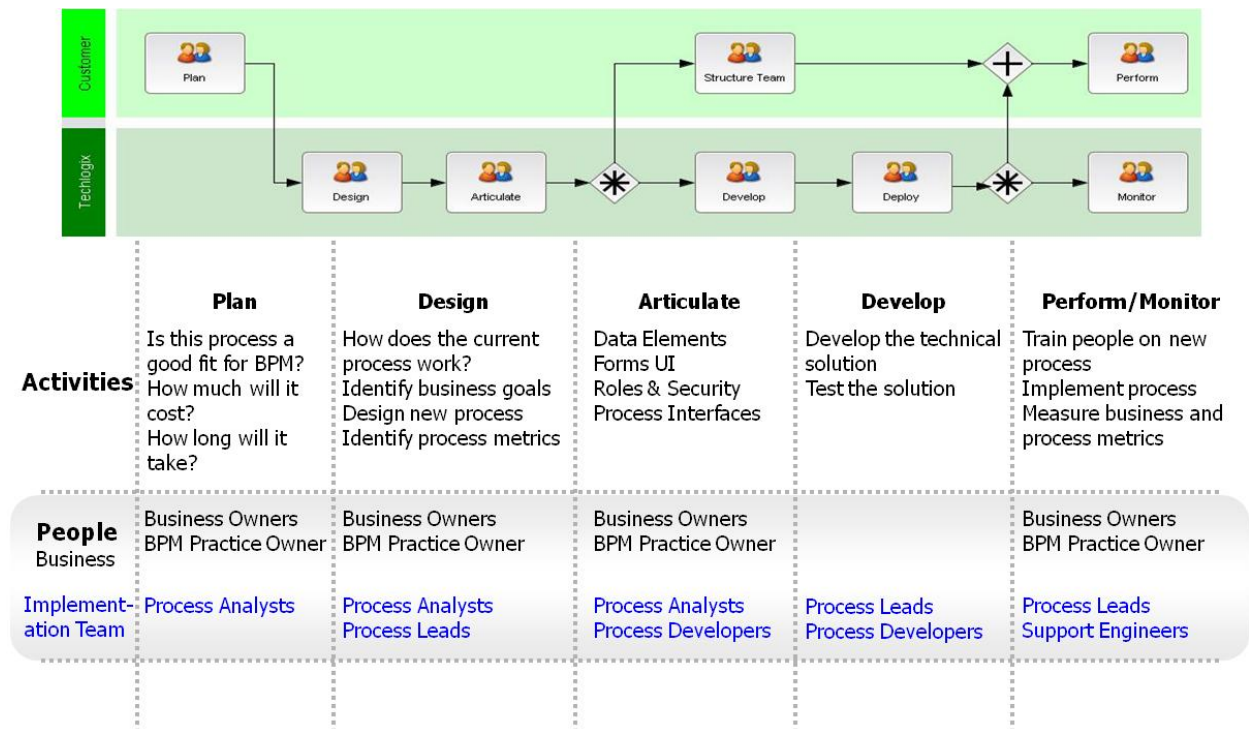 Customer
Plan
Structure Team
Perform
Techlogix
Design
Articulate
Develop
Deploy
Monitor
Plan
Design
Articulate
Develop
Perform/Monitor
Activities
Is this process a
good fit for BPM?
How much will it
cost?
How long will it
take?
How does the current
process work?
Identify business goals
Design new process
Identify process metrics
Data Elements
Forms UI
Roles & Security
Process Interfaces
Develop the technical
solution
Test the solution
Train people on new
process
Implement process
Measure business and
process metrics
People
Business
Business Owners
BPM Practice Owner
Business Owners
BPM Practice Owner
Business Owners
BPM Practice Owner
Business Owners
BPM Practice Owner
Implement-
ation Team
Process Analysts
Process Analysts
Process Leads
Process Analysts
Process Developers
Process Leads
Process Developers
Process Leads
Support Engineers